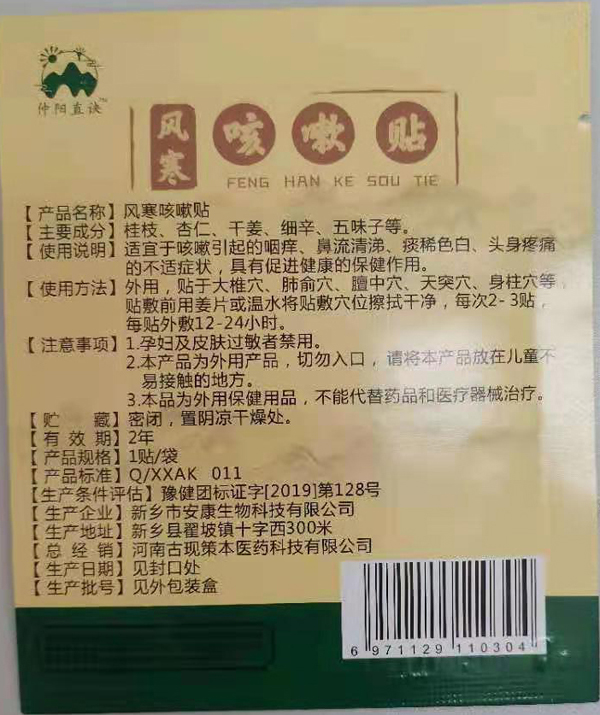 仲阳直诀
TM
风寒
咳嗽贴
FENG HAN KE SOU TIE
【产品名称】风寒咳嗽贴
【主要成分】桂枝、杏仁、干姜、细辛、五味子等。
【使用说明】适宜于咳嗽引起的咽痒、鼻流清涕、痰稀色白、头身疼痛
的不适症状，具有促进健康的保健作用。
【使用方法】外用，贴于大椎穴、肺俞穴、膻中穴、天突穴、身柱穴等，
贴敷前用姜片或温水将贴敷穴位擦拭干净，每次2-3贴，
每贴外敷12-24小时。
【注意事项】1.孕妇及皮肤过敏者禁用。
2.本产品为外用产品，切勿入口，请将本产品放在儿童不
易接触的地方。
3.本品为外用保健用品，不能代替药品和医疗器械治疗。
【贮 藏】密闭，置阴凉干燥处。
【有 效 期】2年
【产品规格】1贴/袋
【产品标准】Q/XXAK 011
【生产条件评估】豫健团标证字[2019]第128号
【生产企业】新乡市安康生物科技有限公司
【生产地址】新乡县翟坡镇十字西300米
【总 经 销】河南古现策本医药科技有限公司
【生产日期】见封口处
【生产批号】见外包装盒
6 971129 110304